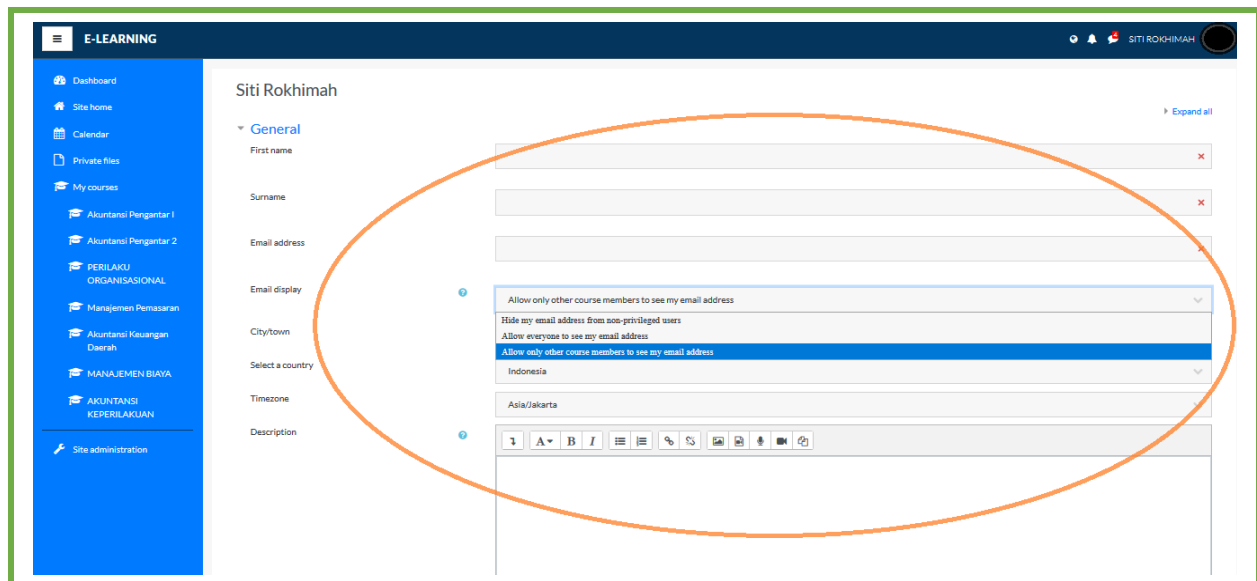 E-LEARNING
SITI ROKHIMAH
Dashboard
Site home
Calendar
Private files
My courses
Akuntansi Pengantar I
Akuntansi Pengantar 2
PERILAKU
ORGANISASIONAL
Manajemen Pemasaran
Akuntansi Keuangan
Daerah
MANAJEMEN BIAYA
AKUNTANSI
KEPERILAKUAN
Site administration
Siti Rokhimah
Expand all
General
First name
Surname
Email address
Email display
Allow only other course members to see my email address
Hide my email address from non-privileged users
Allow everyone to see my email address
Allow only other course members to see my email address
City/town
Select a country
Indonesia
Timezone
Asia/Jakarta
Description
A B I